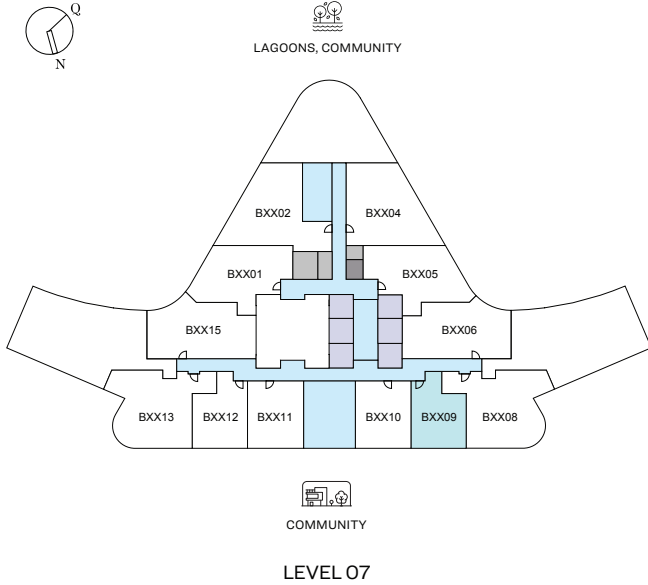 Q
N
LAGOONS, COMMUNITY
BXX02
BXX04
BXX01
BXX05
BXX15
BXX06
BXX13
BXX12
BXX11
BXX10
BXX09
BXX08
COMMUNITY
LEVEL 07